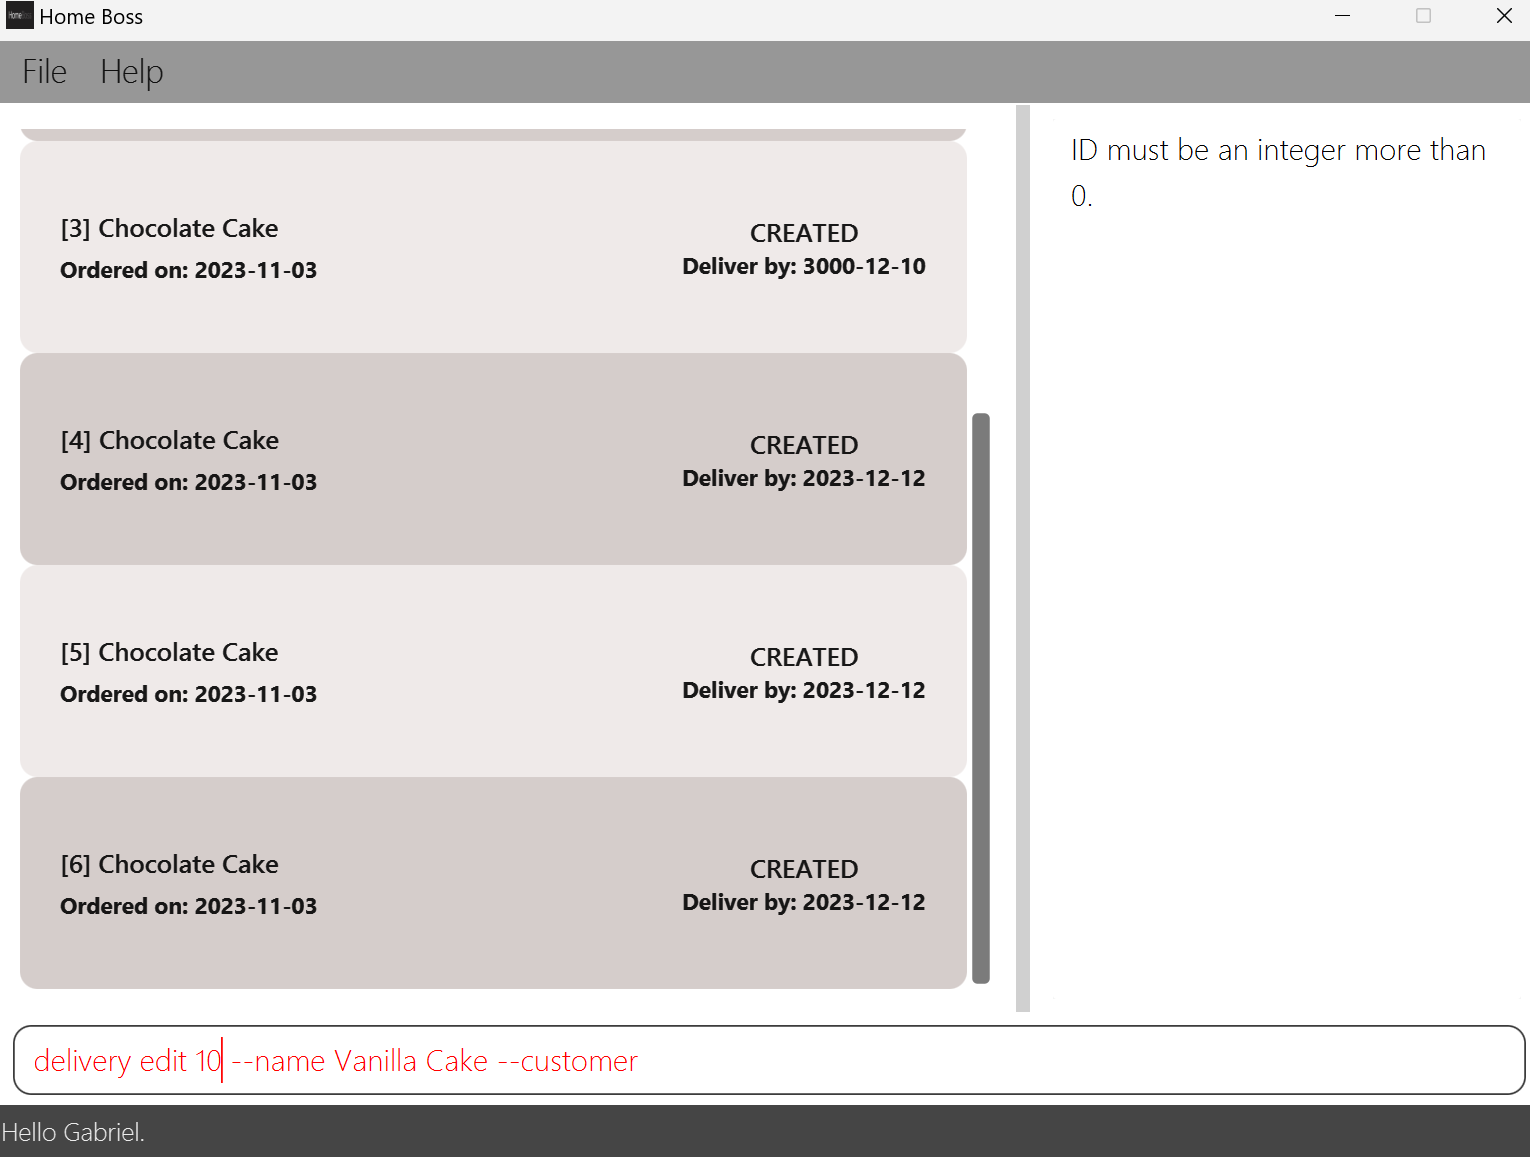 Home Boss
File Help
[3] Chocolate Cake
Ordered on: 2023-11-03
CREATED
Deliver by: 3000-12-10
[4] Chocolate Cake
Ordered on: 2023-11-03
CREATED
Deliver by: 2023-12-12
[5] Chocolate Cake
Ordered on: 2023-11-03
CREATED
Deliver by: 2023-12-12
[6] Chocolate Cake
Ordered on: 2023-11-03
CREATED
Deliver by: 2023-12-12
ID must be an integer more than
0.
delivery edit 10 --name Vanilla Cake --customer
Hello Gabriel.